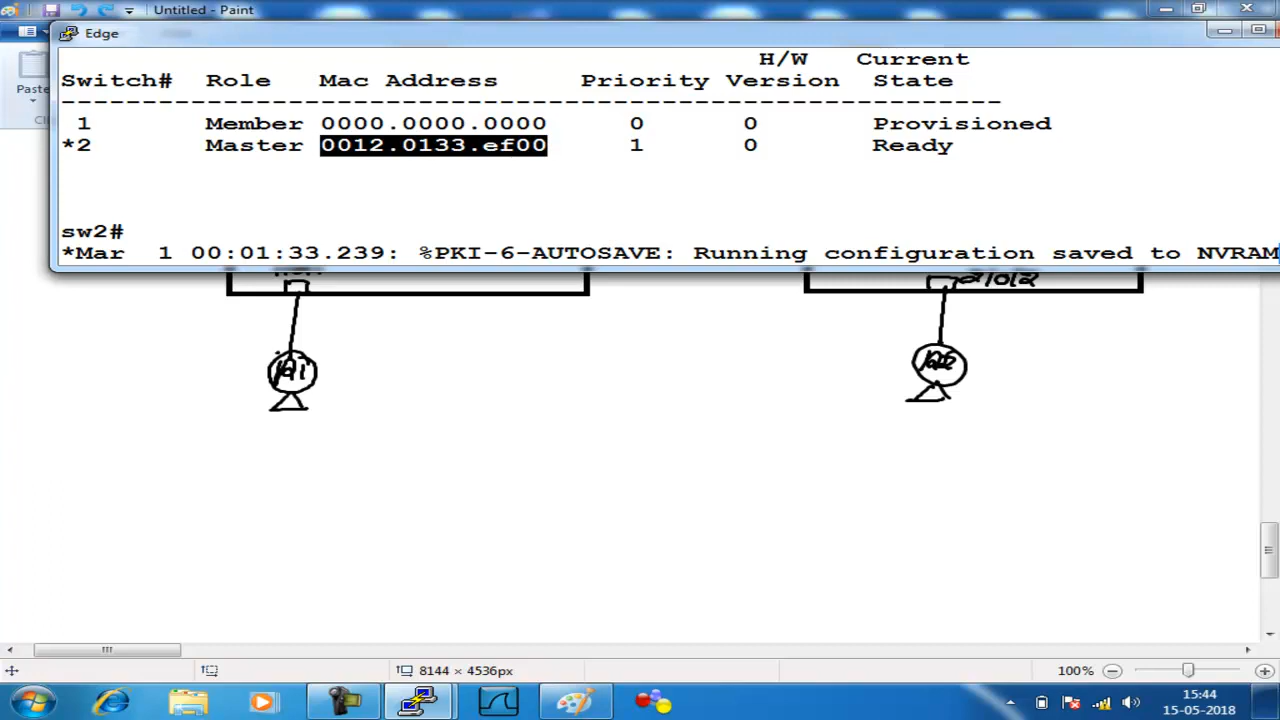 Untitled - Paint
Edge
Paste
H/W Current
Switch# Role Mac Address Priority Version State
------------------------------------------------------------
1 Member 0000.0000.0000 0 0 Provisioned
*2 Master 0012.0133.ef00 1 0 Ready
sw2#
*Mar 1 00:01:33.239: %PKI-6-AUTOSAVE: Running configuration saved to NVRAM
8144 × 4536px
100%
15:44
15-05-2018